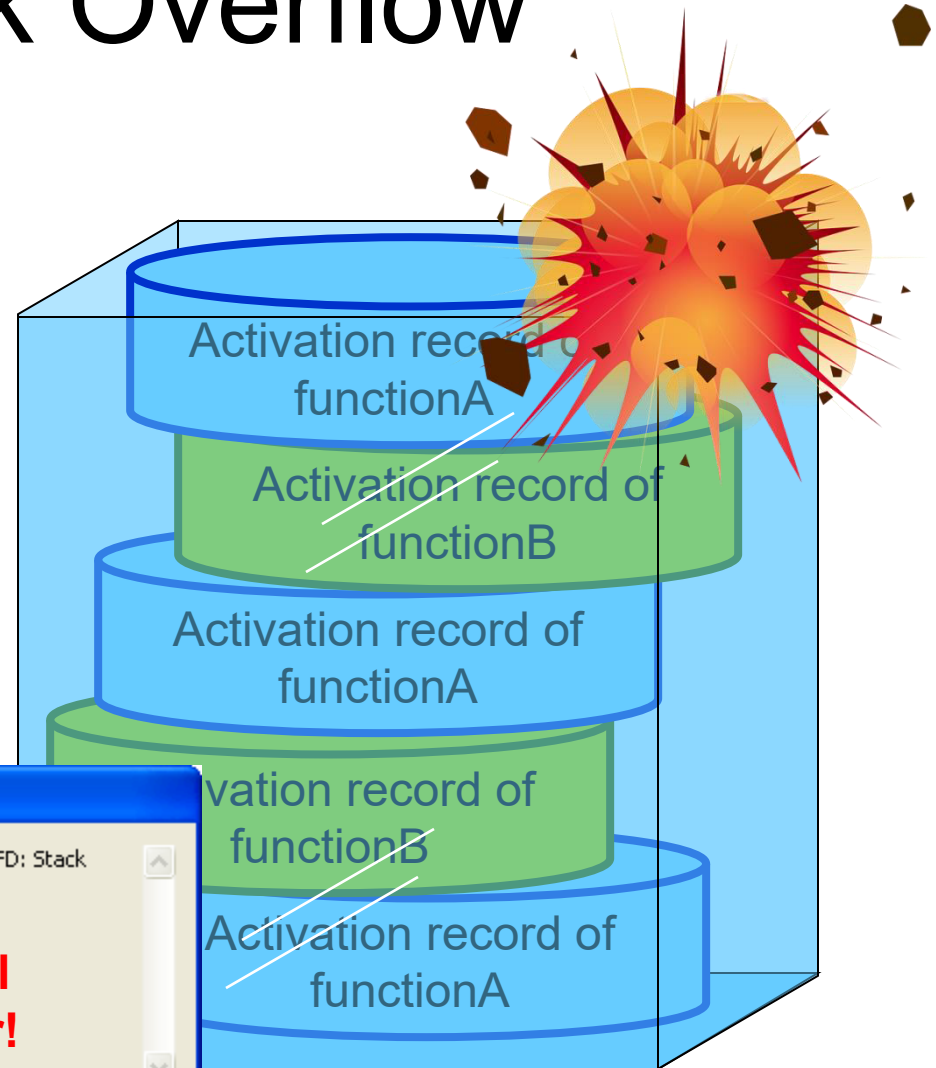 Overflow
Activation record of
functionA
Activation record of
functionB
Activation record of
functionA
vation record of
functionB
FD: Stack
Activation record of
functionA
r!